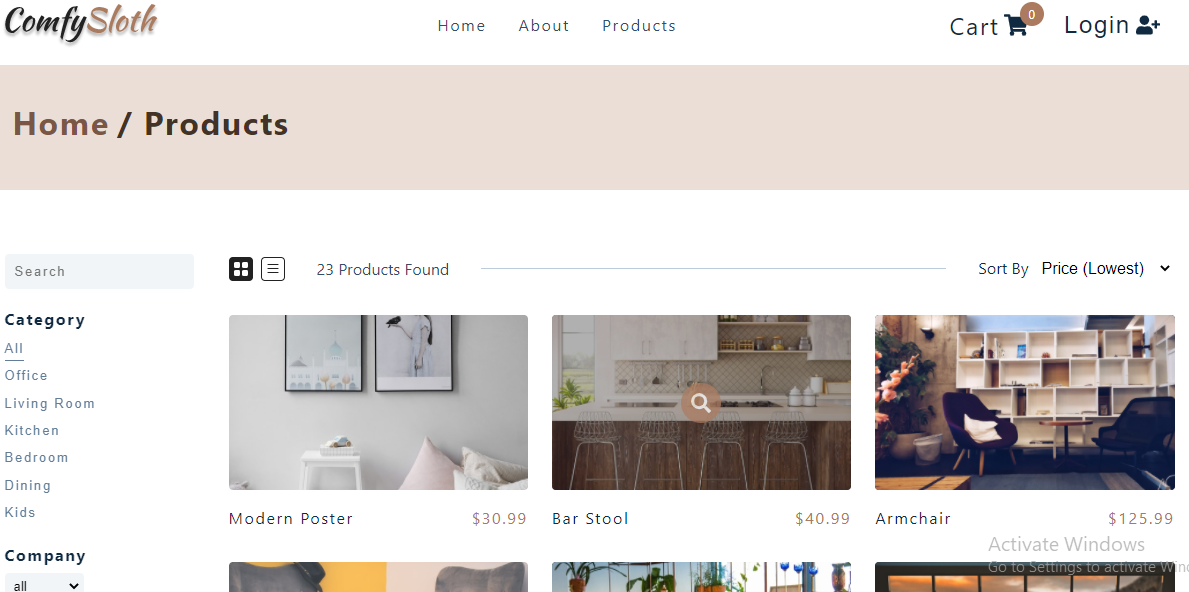 ComfySloth
Home About Products
Cart 0 Login
Home / Products
Search
23 Products Found
Sort By Price (Lowest)
Category
All
Office
Living Room
Kitchen
Bedroom
Dining
Kids
Company
all
Modern Poster $30.99
Bar Stool $40.99
Armchair $125.99
Activate Windows
Go to Settings to activate Win